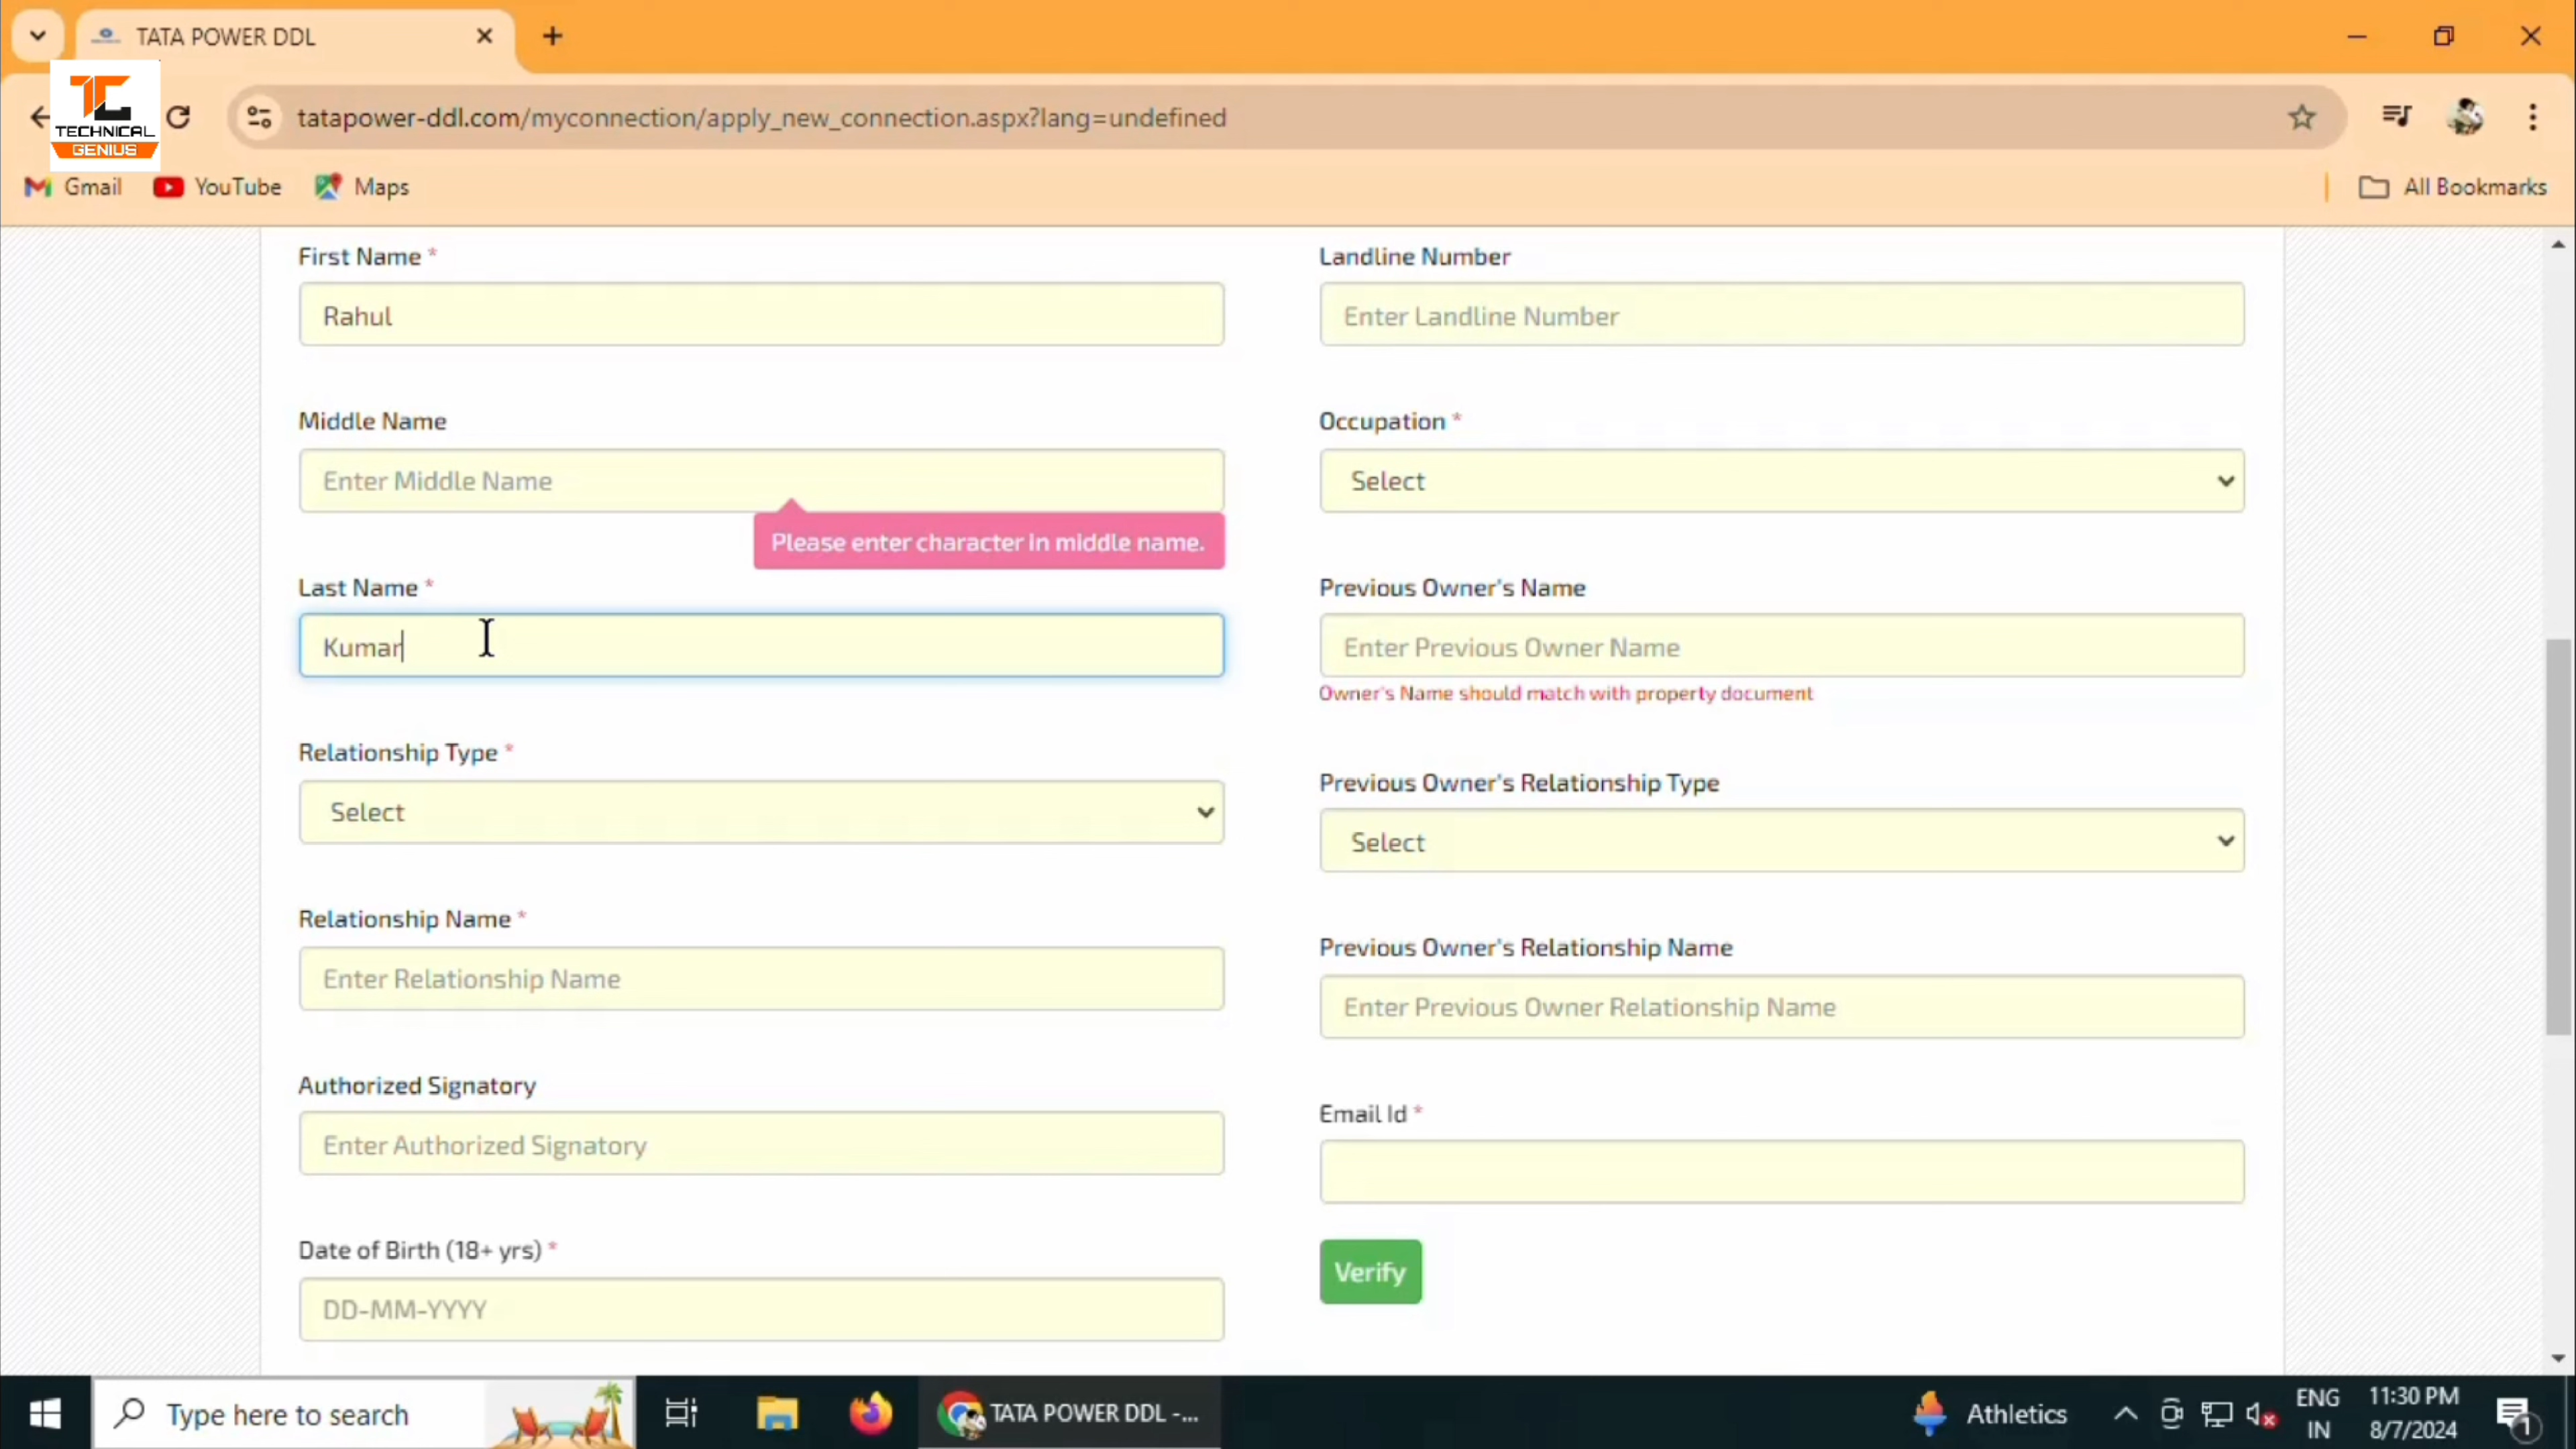 TATA POWER DDL
TECHNICAL
GENIUS
tatapower-ddl.com/myconnection/apply_new_connection.aspx?lang=undefined
Gmail
YouTube
Maps
All Bookmarks
First Name *
Rahul
Middle Name
Enter Middle Name
Please enter character in middle name.
Last Name *
Kumar
Relationship Type *
Select
Relationship Name *
Enter Relationship Name
Authorized Signatory
Enter Authorized Signatory
Date of Birth (18+ yrs) *
DD-MM-YYYY
Landline Number
Enter Landline Number
Occupation *
Select
Previous Owner's Name
Enter Previous Owner Name
Owner's Name should match with property document
Previous Owner's Relationship Type
Select
Previous Owner's Relationship Name
Enter Previous Owner Relationship Name
Email Id *
Verify
Type here to search
TATA POWER DDL -...
Athletics
ENG
IN
11:30 PM
8/7/2024
1